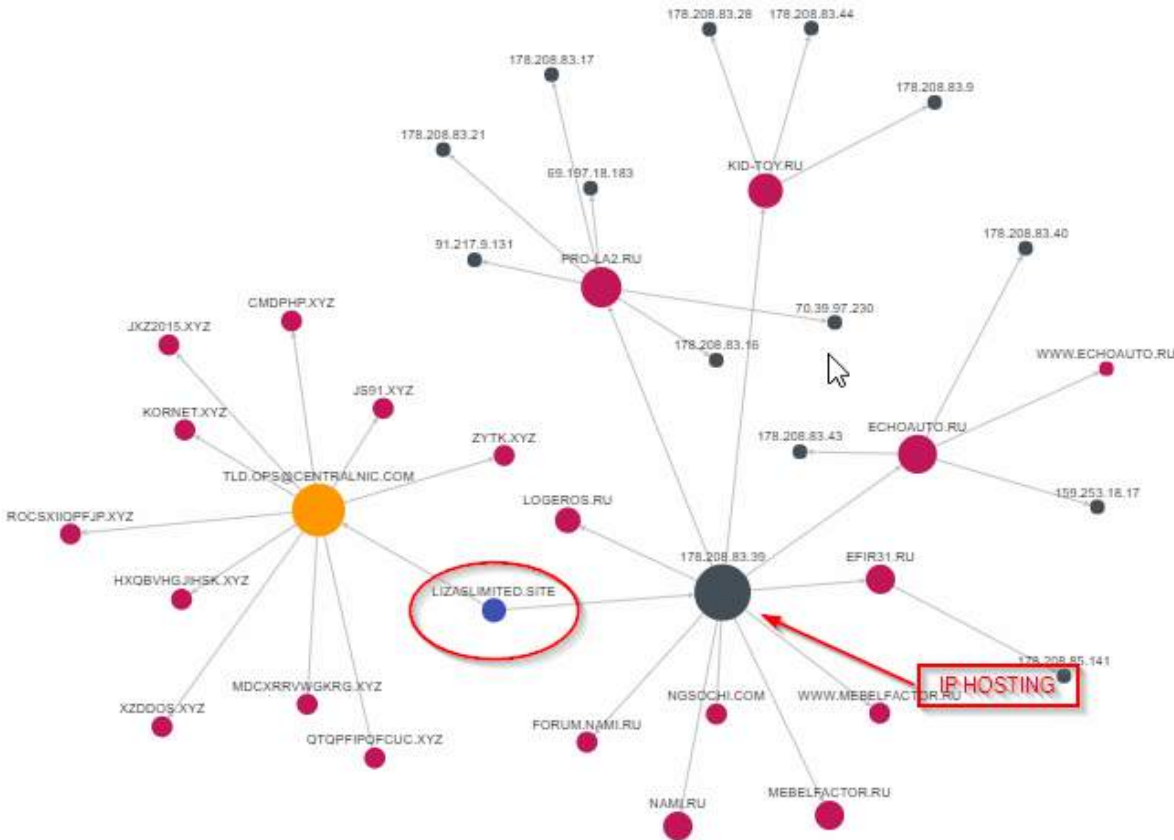 178.208.83.28
178.208.83.44
178.208.83.17
178.208.83.9
178.208.83.21
KID-TOY.RU
69.197.18.183
178.208.83.40
91.217.9.131
PRO-LA2.RU
CMDPHP.XYZ
70.39.97.230
JXZ2015.XYZ
178.208.83.16
WWW.ECHOAUTO.RU
JS91.XYZ
KORNET.XYZ
ECHOAUTO.RU
ZYTK.XYZ
178.208.83.43
TLD.OPS@CENTRALNIC.COM
159.253.18.17
LOGEROS.RU
ROCSXIIOPFJP.XYZ
178.208.83.39
EFIR31.RU
HXQBVHGJIHSK.XYZ
LIZASLIMITED.SITE
178.208.85.141
IP HOSTING
MDCXRRVWGKRG.XYZ
NGSOCHI.COM
WWW.MEBELFACTOR.RU
XZDDOS.XYZ
FORUM.NAMI.RU
QTQPFIPQFCUC.XYZ
MEBELFACTOR.RU
NAMI.RU